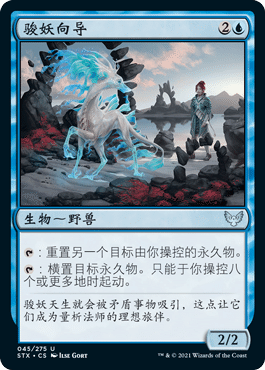 骏妖向导 2
生物～野兽
：重置另一个目标由你操控的永久物。
：横置目标永久物。只能于你操控八
个或更多地时起动。
骏妖天生就会被矛盾事物吸引，这点让它
们成为量析法师的理想旅伴。
2/2
045/275 U
STX • CS ILSE GORT
™ & © 2021 Wizards of the Coast